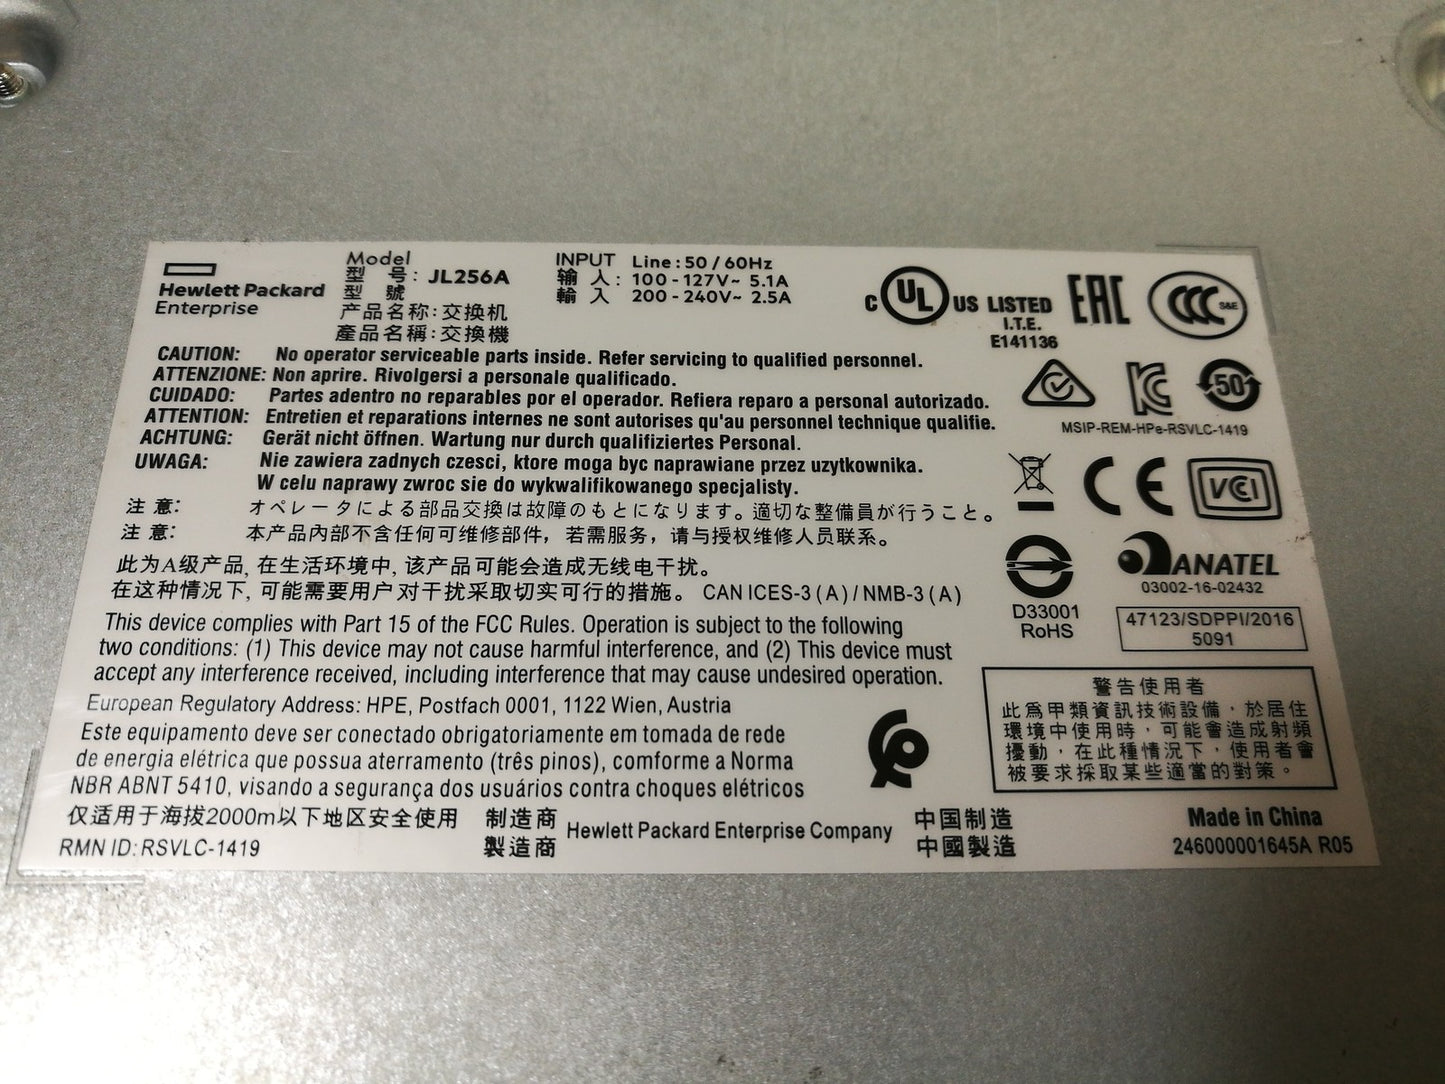 Hewlett Packard
Enterprise
Model
型 号:
型 號
JL256A
产品名称:交换机
產品名稱:交換機
INPUT Line:50/60Hz
输 入: 100-127V~ 5.1A
輸 入 200-240V~ 2.5A
C UL US LISTED
I.T.E.
E141136
EAC
CCC S&E
CAUTION: No operator serviceable parts inside. Refer servicing to qualified personnel.
ATTENZIONE: Non aprire. Rivolgersi a personale qualificado.
CUIDADO: Partes adentro no reparables por el operador. Refiera reparo a personal autorizado.
ATTENTION: Entretien et reparations internes ne sont autorises qu'au personnel technique qualifie.
ACHTUNG: Gerät nicht öffnen. Wartung nur durch qualifiziertes Personal.
UWAGA: Nie zawiera zadnych czesci, ktore moga byc naprawiane przez uzytkownika.
W celu naprawy zwroc sie do wykwalifikowanego specjalisty.
注 意: オペレータによる部品交換は故障のもとになります。適切な整備員が行うこと。
注 意: 本产品内部不含任何可维修部件，若需服务，请与授权维修人员联系。
此为A级产品, 在生活环境中, 该产品可能会造成无线电干扰。
在这种情况下, 可能需要用户对干扰采取切实可行的措施。 CAN ICES-3 (A) / NMB-3 (A)
This device complies with Part 15 of the FCC Rules. Operation is subject to the following
two conditions: (1) This device may not cause harmful interference, and (2) This device must
accept any interference received, including interference that may cause undesired operation.
European Regulatory Address: HPE, Postfach 0001, 1122 Wien, Austria
Este equipamento deve ser conectado obrigatoriamente em tomada de rede
de energia elétrica que possua aterramento (três pinos), conforme a Norma
NBR ABNT 5410, visando a segurança dos usuários contra choques elétricos
仅适用于海拔2000m以下地区安全使用
RMN ID: RSVLC-1419
制造商
製造商
Hewlett Packard Enterprise Company
中国制造
中國製造
Made in China
246000001645A R05
KC
50
MSIP-REM-HPe-RSVLC-1419
CE
VCI
D33001
RoHS
ANATEL
03002-16-02432
47123/SDPPI/2016
5091
警告使用者
此為甲類資訊技術設備，於居住
環境中使用時，可能會造成射頻
擾動，在此種情況下，使用者會
被要求採取某些適當的對策。